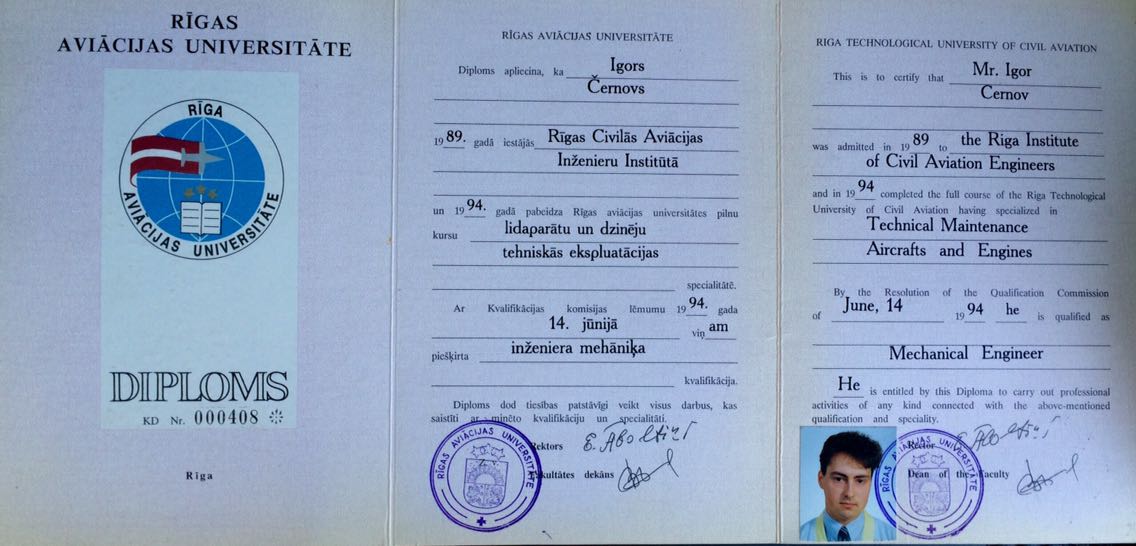 RĪGAS
AVIĀCIJAS UNIVERSITĀTE
RĪGA
AVIĀCIJAS UNIVERSITĀTE
DIPLOMS
KD Nr. 000408
Rīga
RĪGAS AVIĀCIJAS UNIVERSITĀTE
Diploms apliecina, ka Igors
Černovs
1989. gadā iestājās Rīgas Civilās Aviācijas
Inženieru Institūtā
un 1994. gadā pabeidza Rīgas aviācijas universitātes pilnu
kursu lidaparātu un dzinēju
tehniskās ekspluatācijas
specialitātē.
Ar Kvalifikācijas komisijas lēmumu 1994. gada
14. jūnijā viņam
piešķirta inženiera mehāniķa
kvalifikācija.
Diploms dod tiesības patstāvīgi veikt visus darbus, kas
saistīti ar minēto kvalifikāciju un specialitāti.
Rektors
Fakultātes dekāns
RĪGAS AVIĀCIJAS UNIVERSITĀTE
RIGA TECHNOLOGICAL UNIVERSITY OF CIVIL AVIATION
This is to certify that Mr. Igor
Cernov
was admitted in 1989 to the Riga Institute
of Civil Aviation Engineers
and in 1994 completed the full course of the Riga Technological
University of Civil Aviation having specialized in
Technical Maintenance
Aircrafts and Engines
By the Resolution of the Qualification Commission
of June, 14 1994 he is qualified as
Mechanical Engineer
He is entitled by this Diploma to carry out professional
activities of any kind connected with the above-mentioned
qualification and speciality.
Rector
Dean of the Faculty
RĪGAS AVIĀCIJAS UNIVERSITĀTE